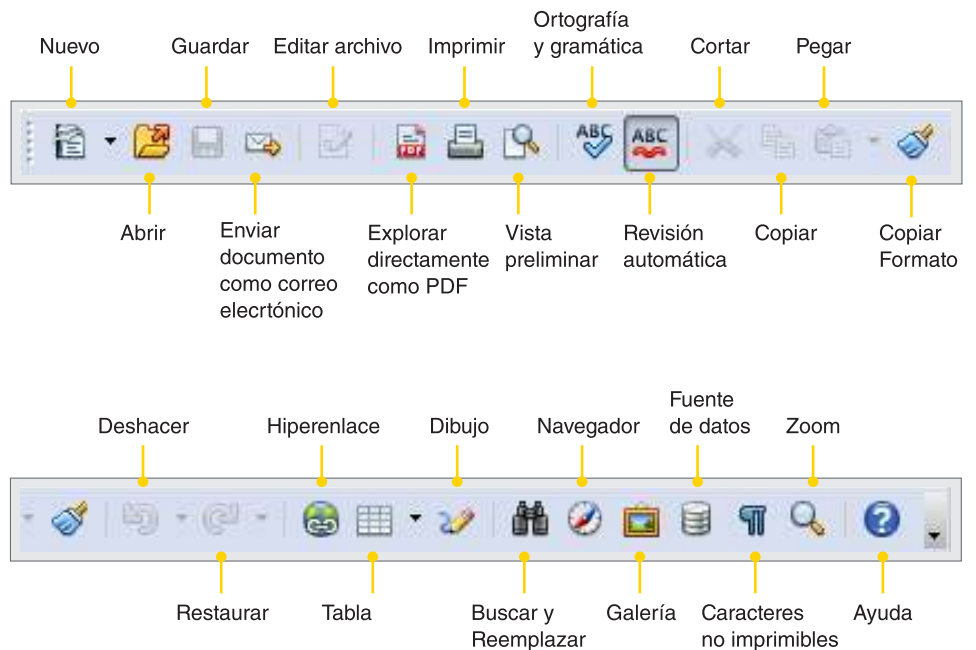 Ortografía
y gramática
Nuevo
Guardar
Editar archivo
Imprimir
Cortar
Pegar
PDF
ABC
ABC
Abrir
Enviar
documento
como correo
elecrtónico
Explorar
directamente
como PDF
Vista
preliminar
Revisión
automática
Copiar
Copiar
Formato
Deshacer
Hiperenlace
Dibujo
Navegador
Fuente
de datos
Zoom
¶
?
Restaurar
Tabla
Buscar y
Reemplazar
Galería
Caracteres
no imprimibles
Ayuda